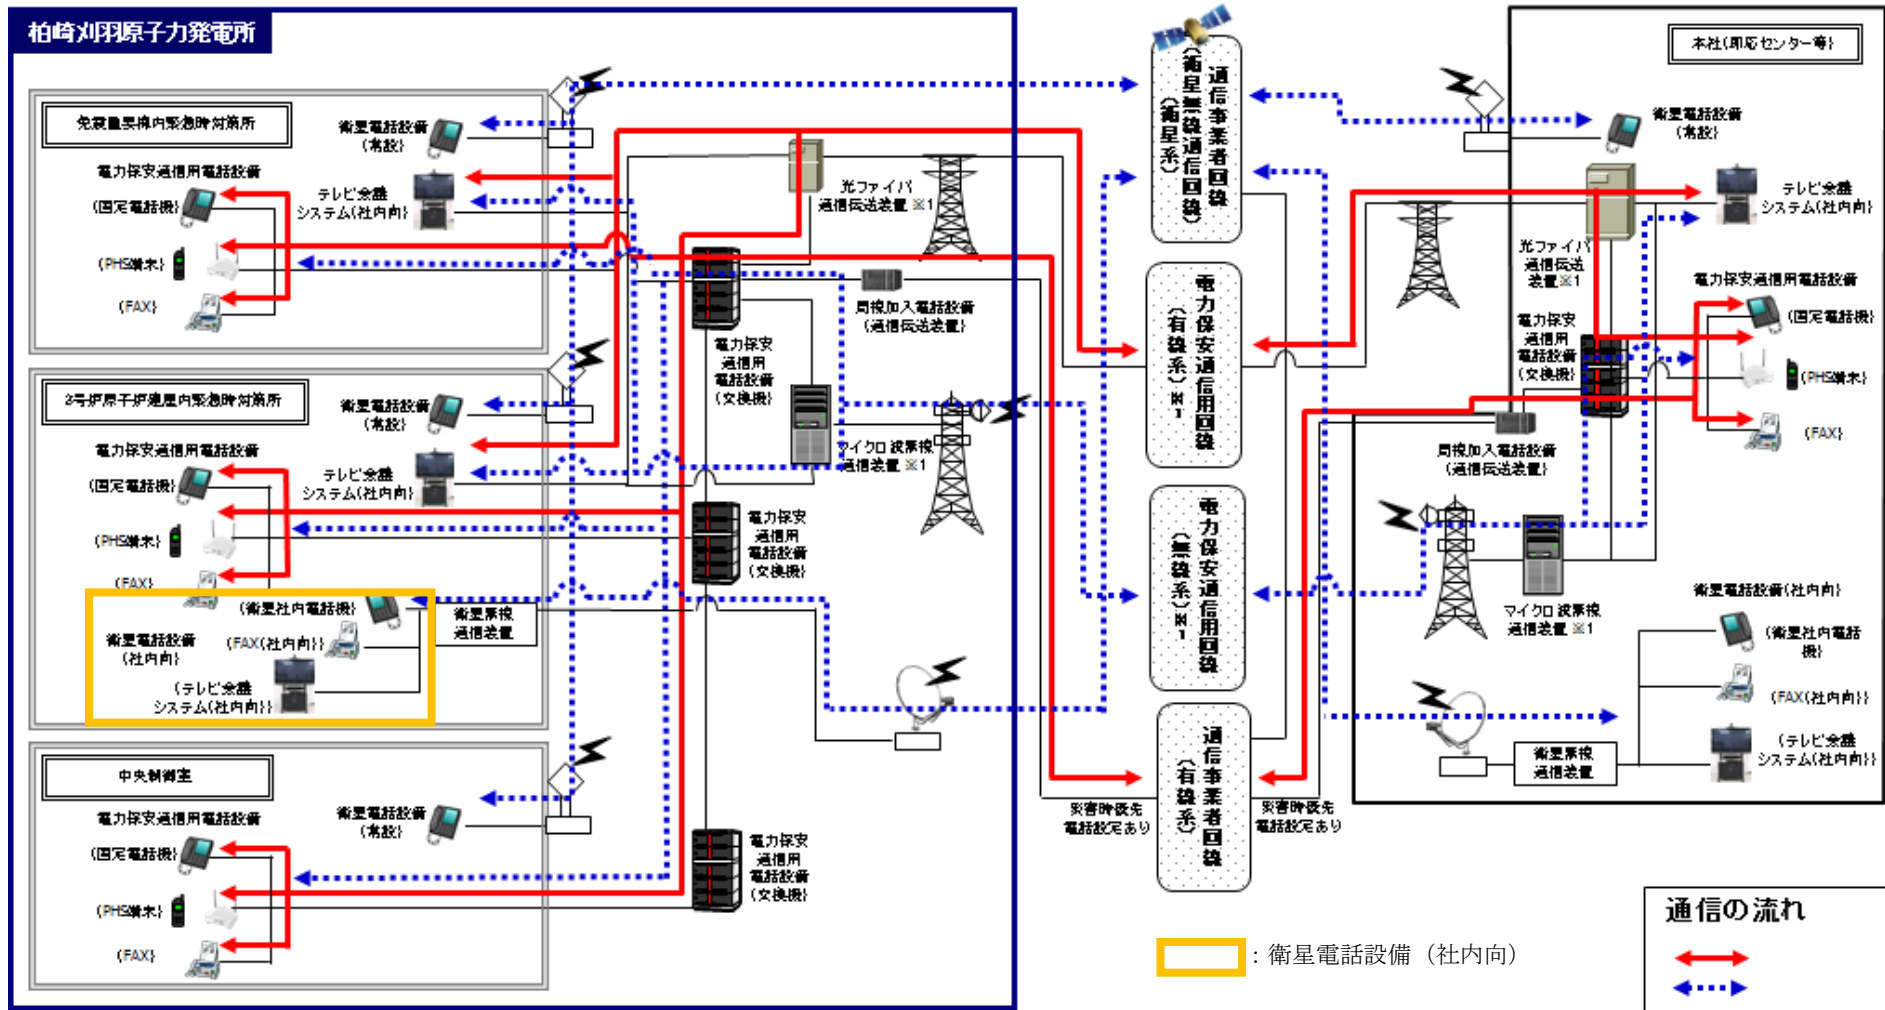 柏崎刈羽原子力発電所
免震重要棟内緊急時対策所
衛星電話設備
(常設)
電力保安通信用電話設備
(固定電話機)
テレビ会議
システム(社内向)
(PHS端末)
(FAX)
3号炉原子炉建屋内緊急時対策所
衛星電話設備
(常設)
電力保安通信用電話設備
(固定電話機)
テレビ会議
システム(社内向)
(PHS端末)
(FAX)
(衛星社内電話機)
衛星電話設備
(社内向)
(FAX(社内向))
(テレビ会議
システム(社内向))
衛星無線
通信装置
中央制御室
電力保安通信用電話設備
衛星電話設備
(常設)
(固定電話機)
(PHS端末)
(FAX)
光ファイバ
通信伝送装置 ※1
局線加入電話設備
(通信伝送装置)
電力保安
通信用
電話設備
(交換機)
マイクロ波無線
通信装置 ※1
電力保安
通信用
電話設備
(交換機)
電力保安
通信用
電話設備
(交換機)
通信事業者回線
(衛星無線通信回線)
(衛星系)
電力保安通信用回線
(有線系)※1
電力保安通信用回線
(無線系)※1
通信事業者回線
(有線系)
災害時優先
電話設定あり
災害時優先
電話設定あり
本社(即応センター等)
衛星電話設備
(常設)
テレビ会議
システム(社内向)
光ファイバ
通信伝送
装置※1
電力保安通信用電話設備
(固定電話機)
電力保安
通信用
電話設備
(交換機)
(PHS端末)
(FAX)
局線加入電話設備
(通信伝送装置)
マイクロ波無線
通信装置 ※1
衛星電話設備(社内向)
(衛星社内電話
機)
(FAX(社内向))
(テレビ会議
システム(社内向))
衛星無線
通信装置
:衛星電話設備(社内向)
通信の流れ